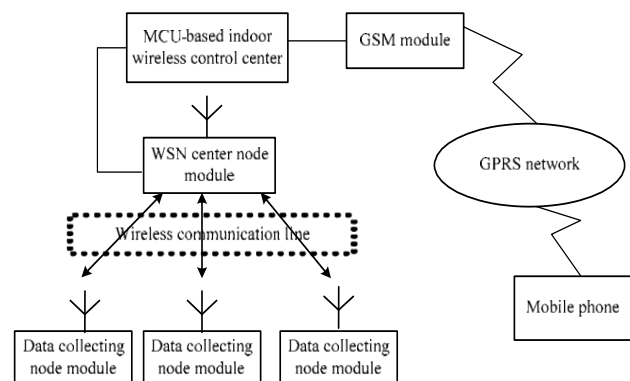 MCU-based indoor
wireless control center
GSM module
WSN center node
module
GPRS network
Wireless communication line
Mobile phone
Data collecting
node module
Data collecting
node module
Data collecting
node module